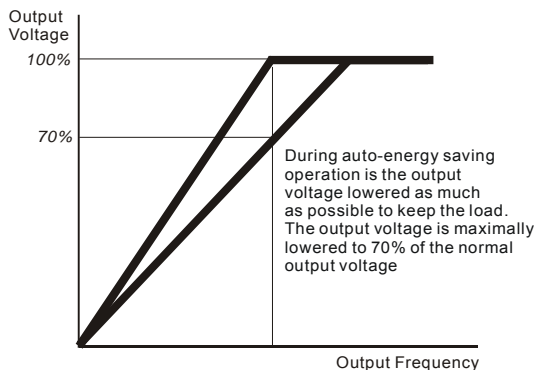 Output
Voltage
100%
70%
During auto-energy saving
operation is the output
voltage lowered as much
as possible to keep the load.
The output voltage is maximally
lowered to 70% of the normal
output voltage
Output Frequency